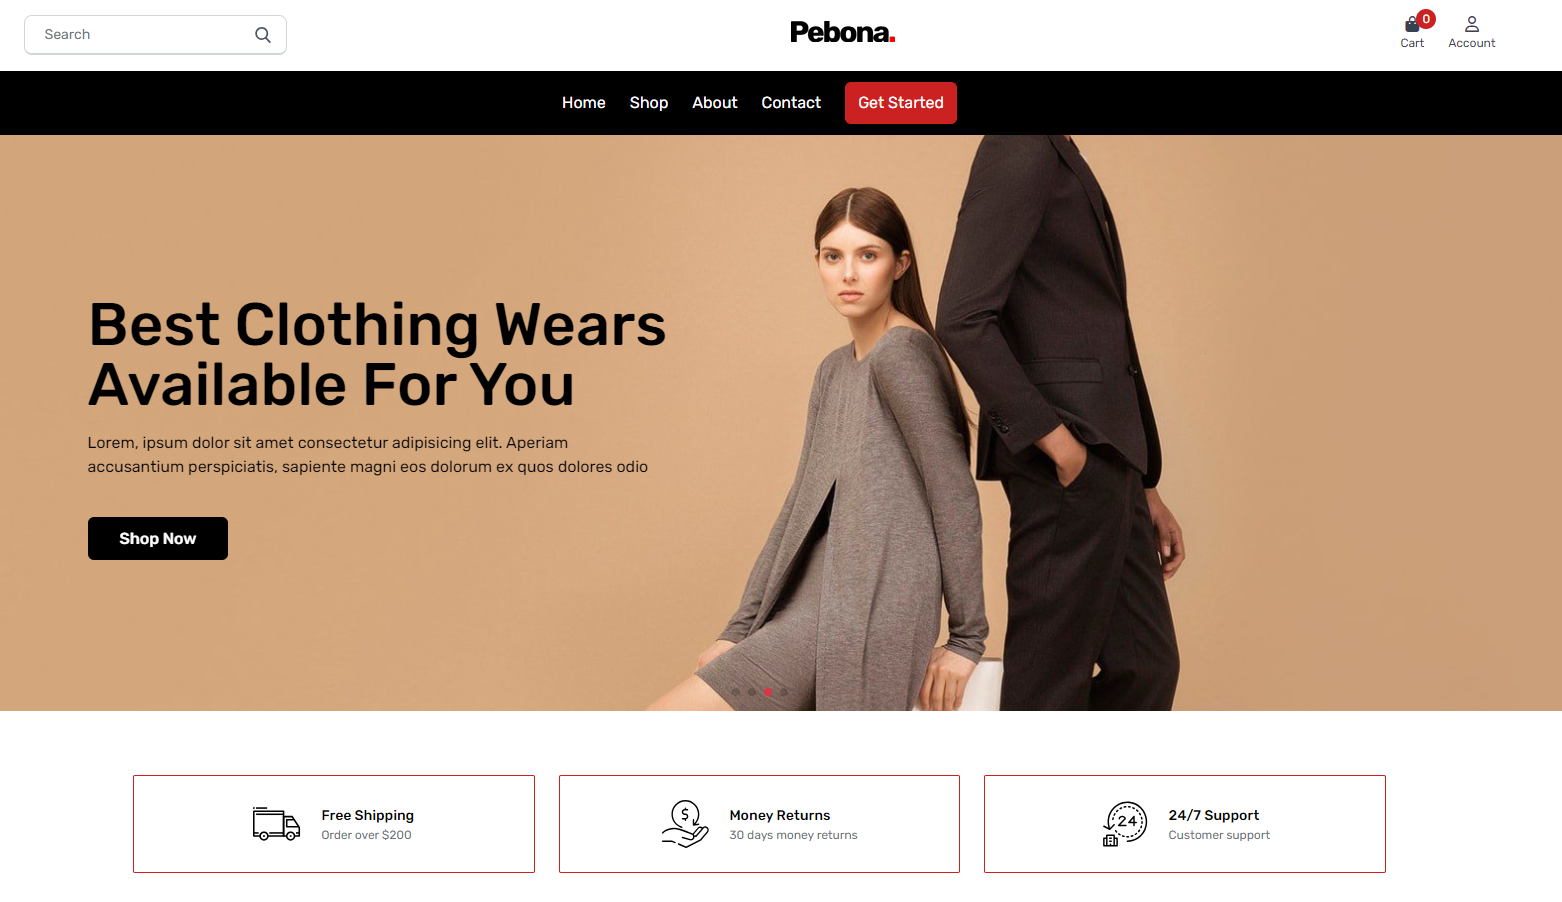 Search
Pebona.
0
Cart
Account
Home
Shop
About
Contact
Get Started
Best Clothing Wears
Available For You
Lorem, ipsum dolor sit amet consectetur adipisicing elit. Aperiam
accusantium perspiciatis, sapiente magni eos dolorum ex quos dolores odio
Shop Now
Free Shipping
Order over $200
$
Money Returns
30 days money returns
24
24/7 Support
Customer support